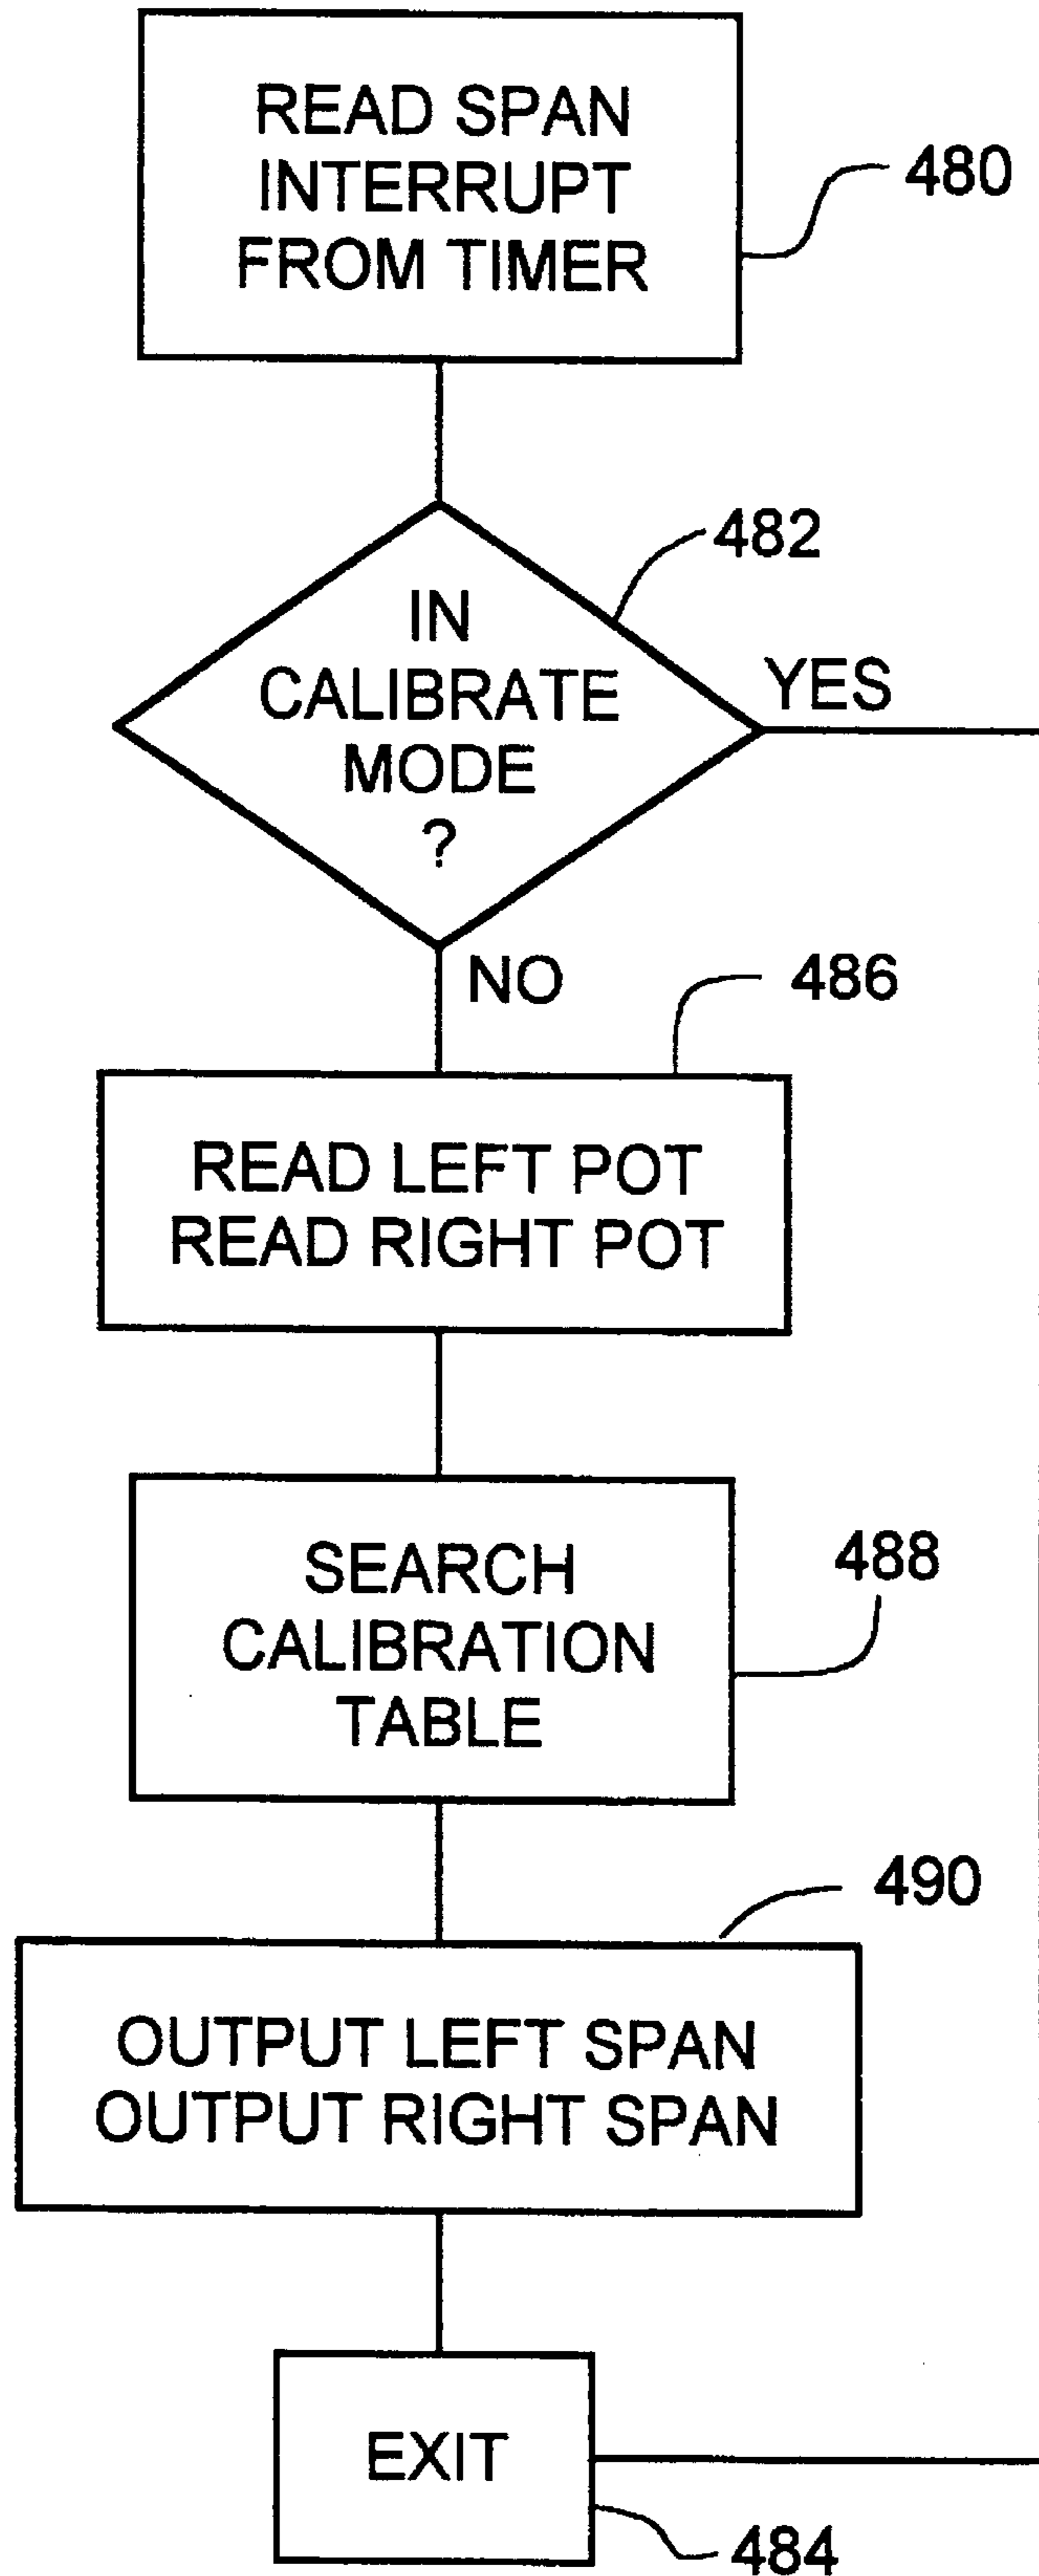 READ SPAN
INTERRUPT
FROM TIMER
480
482
IN
CALIBRATE
MODE
?
YES
NO
486
READ LEFT POT
READ RIGHT POT
SEARCH
CALIBRATION
TABLE
488
490
OUTPUT LEFT SPAN
OUTPUT RIGHT SPAN
EXIT
484